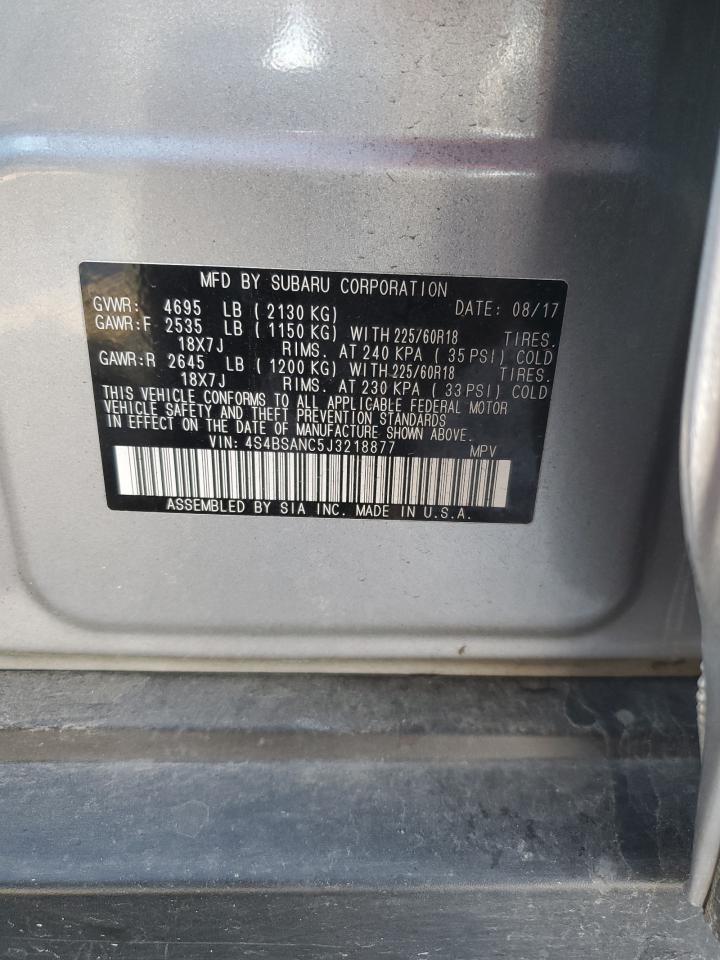 MFD BY SUBARU CORPORATION DATE: 08/17
GVWR: 4695 LB ( 2130 KG)
GAWR:F 2535 LB ( 1150 KG) WITH 225/60R18 TIRES.
18X7J RIMS. AT 240 KPA ( 35 PSI) COLD
GAWR:R 2645 LB ( 1200 KG) WITH 225/60R18 TIRES.
18X7J RIMS. AT 230 KPA ( 33 PSI) COLD
THIS VEHICLE CONFORMS TO ALL APPLICABLE FEDERAL MOTOR
VEHICLE SAFETY AND THEFT PREVENTION STANDARDS
IN EFFECT ON THE DATE OF MANUFACTURE SHOWN ABOVE.
VIN: 4S4BSANC5J3218877 MPV
ASSEMBLED BY SIA INC. MADE IN U.S.A.